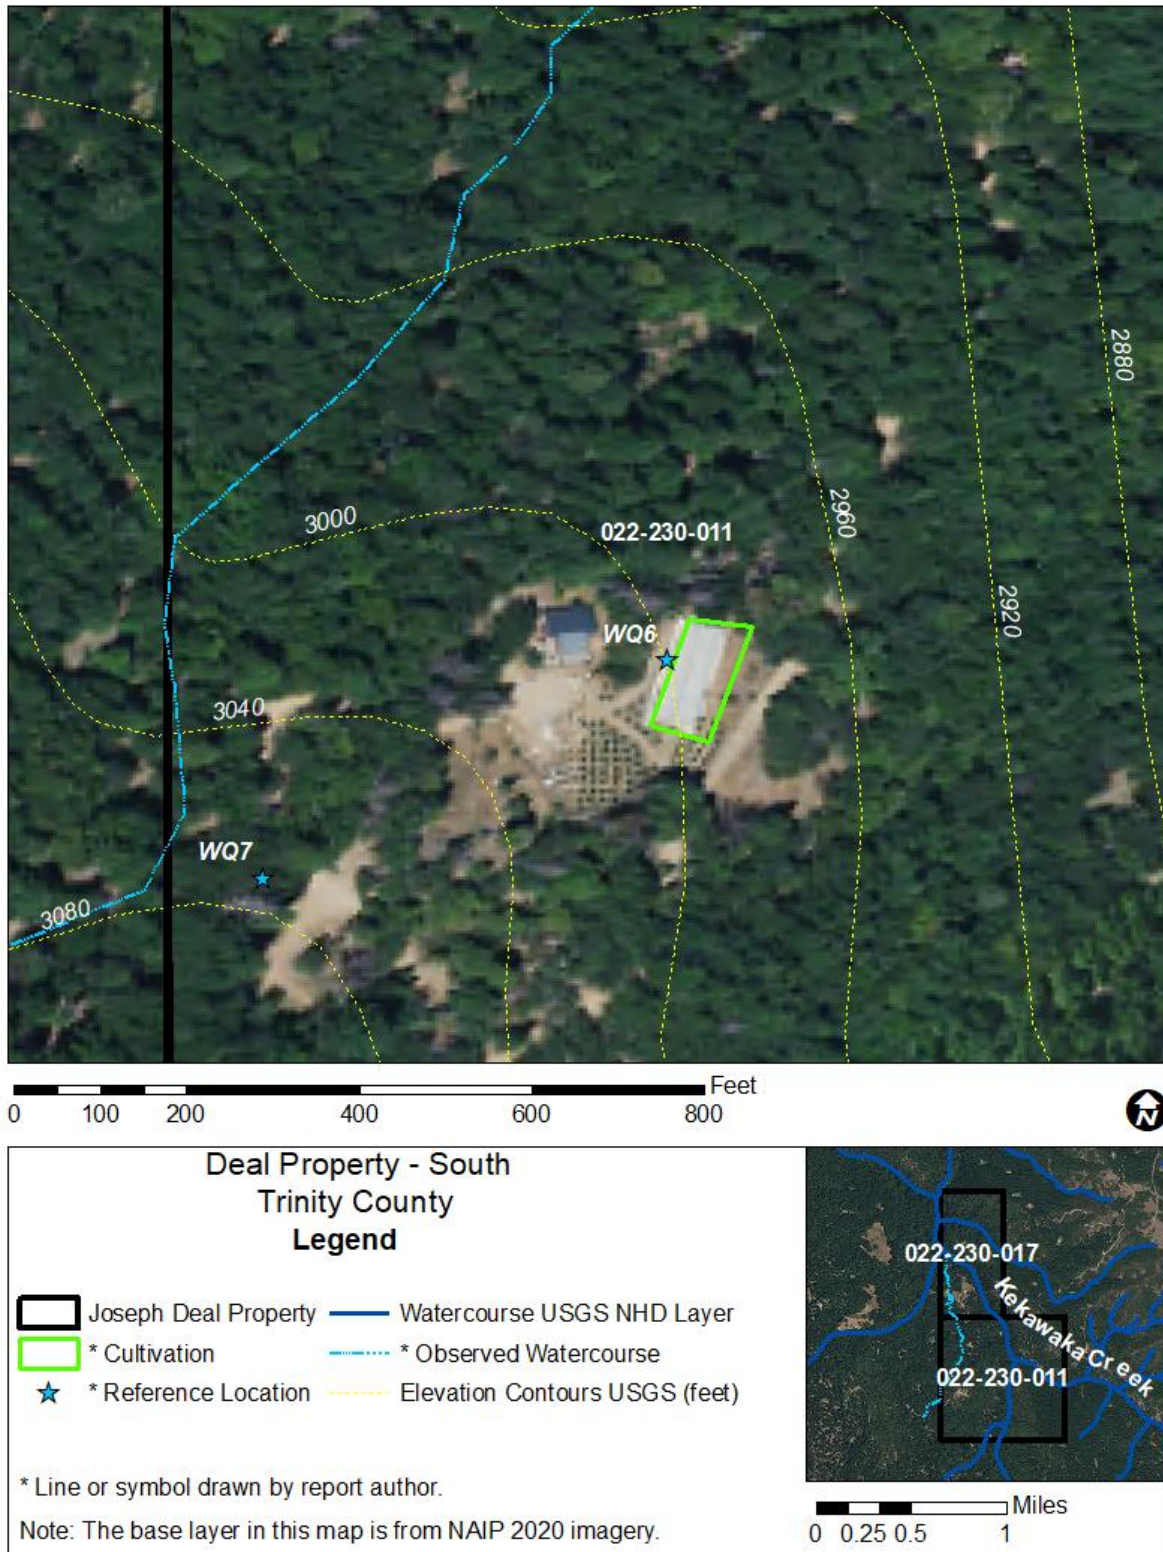 2880
2960
3000
022-230-011
2920
WQ6
3040
WQ7
3080
Feet
0 100 200 400 600 800
N
Deal Property - South
Trinity County
Legend
Joseph Deal Property
Watercourse USGS NHD Layer
* Cultivation
* Observed Watercourse
* Reference Location
Elevation Contours USGS (feet)
* Line or symbol drawn by report author.
Note: The base layer in this map is from NAIP 2020 imagery.
022-230-017
Kekawaka Creek
022-230-011
Miles
0 0.25 0.5 1